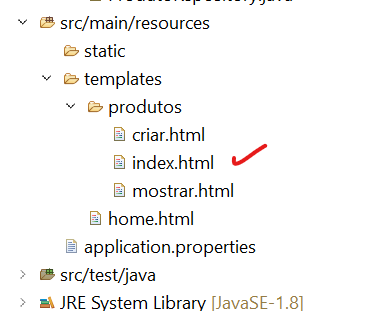 src/main/resources
static
templates
produtos
criar.html
index.html
mostrar.html
home.html
application.properties
src/test/java
JRE System Library [JavaSE-1.8]